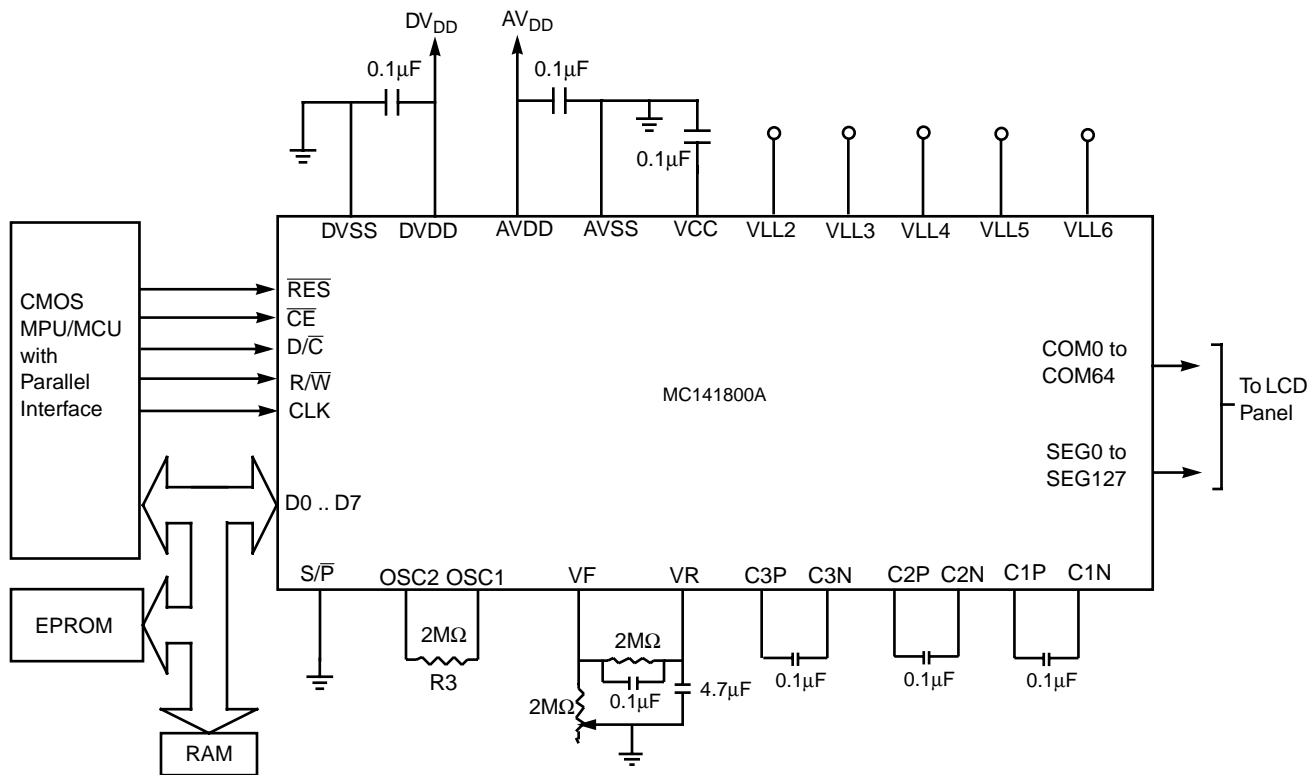 DV_DD
AV_DD
0.1μF
0.1μF
0.1μF
DVSS
DVDD
AVDD
AVSS
VCC
VLL2
VLL3
VLL4
VLL5
VLL6
CMOS
MPU/MCU
with
Parallel
Interface
R̅E̅S̅
C̅E̅
D/C̅
R/W̅
CLK
D0 .. D7
MC141800A
COM0 to
COM64
SEG0 to
SEG127
To LCD
Panel
S/P̅
OSC2
OSC1
VF
VR
C3P
C3N
C2P
C2N
C1P
C1N
EPROM
2MΩ
R3
2MΩ
0.1μF
4.7μF
2MΩ
0.1μF
0.1μF
0.1μF
RAM